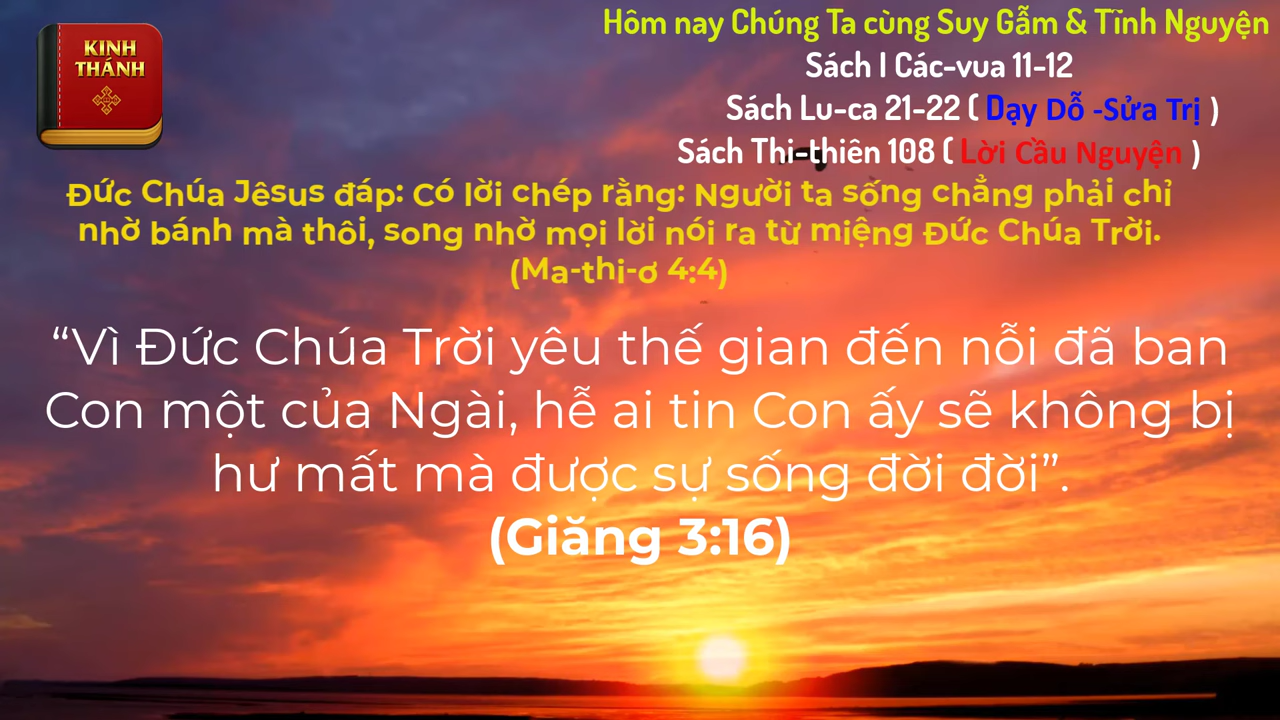 KINH
THÁNH
Hôm nay Chúng Ta cùng Suy Gẫm & Tĩnh Nguyện
Sách I Các-vua 11-12
Sách Lu-ca 21-22 ( Dạy Dỗ -Sửa Trị )
Sách Thi-thiên 108 ( Lời Cầu Nguyện )
Đức Chúa Jêsus đáp: Có lời chép rằng: Người ta sống chẳng phải chỉ
nhờ bánh mà thôi, song nhờ mọi lời nói ra từ miệng Đức Chúa Trời.
(Ma-thi-ơ 4:4)
“Vì Đức Chúa Trời yêu thế gian đến nỗi đã ban
Con một của Ngài, hễ ai tin Con ấy sẽ không bị
hư mất mà được sự sống đời đời”.
(Giăng 3:16)